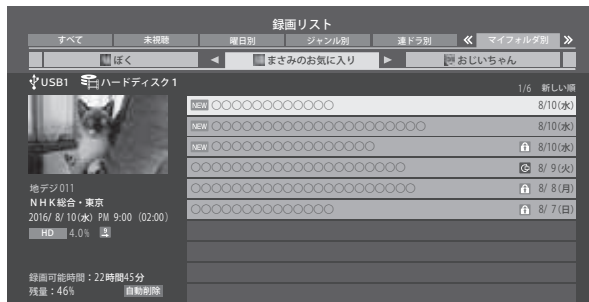 録画リスト
すべて 未視聴 曜日別 ジャンル別 連ドラ別 マイフォルダ別
ぼく まさみのお気に入り おじいちゃん
USB1 ハードディスク1
1/6 新しい順
NEW ○○○○○○○○○○○○ 8/10(水)
NEW ○○○○○○○○○○○○○○○○○○○○○ 8/10(水)
NEW ○○○○○○○○○○○○○○○○ 8/10(水)
○○○○○○○○○○○○○○○○○○○○○ 8/ 9(火)
○○○○○○○○○○○○○○○○○○○○○○ 8/ 8(月)
○○○○○○○○○○○○○○ 8/ 7(日)
地デジ011
NHK総合・東京
2016/ 8/10(水) PM 9:00 (02:00)
HD 4.0%
録画可能時間:22時間45分
残量:46% 自動削除